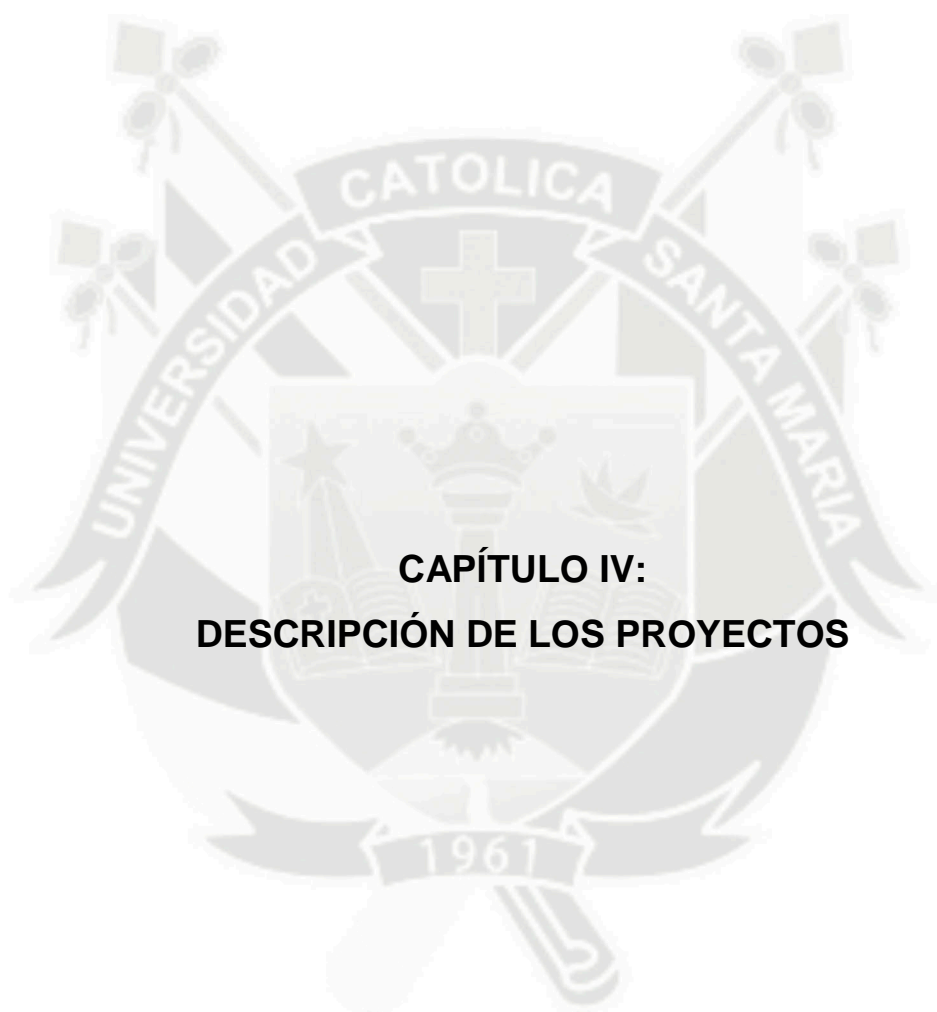 CATOLICA
UNIVERSIDAD
SANTA MARIA
CAPÍTULO IV:
DESCRIPCIÓN DE LOS PROYECTOS
1961